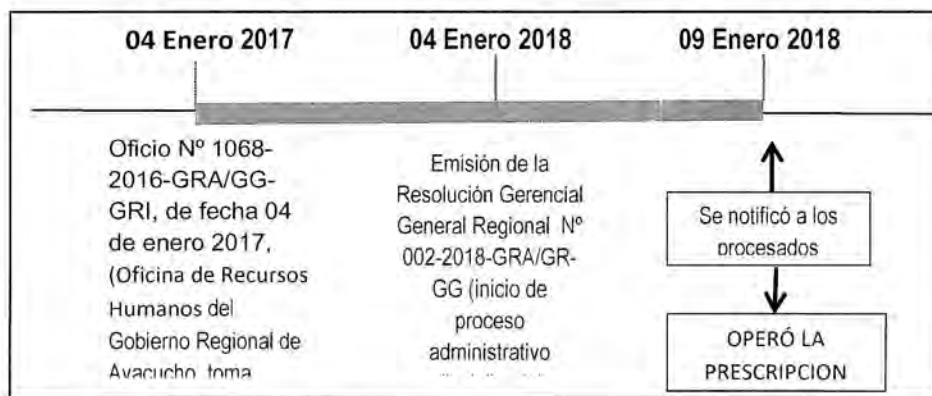 04 Enero 2017
04 Enero 2018
09 Enero 2018
Oficio Nº 1068-
2016-GRA/GG-
GRI, de fecha 04
de enero 2017,
(Oficina de Recursos
Humanos del
Gobierno Regional de
Ayacucho toma
Emisión de la
Resolución Gerencial
General Regional Nº
002-2018-GRA/GR-
GG (inicio de
proceso
administrativo
Se notificó a los
procesados
OPERÓ LA
PRESCRIPCION